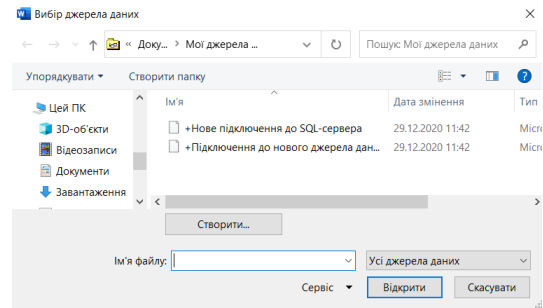 Вибір джерела даних
« Доку... > Мої джерела ...
Пошук: Мої джерела даних
Упорядкувати
Створити папку
Ім'я
Дата змінення
Тип
Цей ПК
3D-об'єкти
Відеозаписи
Документи
Завантаження
+Нове підключення до SQL-сервера 29.12.2020 11:42 Micro
+Підключення до нового джерела дан... 29.12.2020 11:42 Micro
Створити...
Ім'я файлу:
Усі джерела даних
Сервіс
Відкрити
Скасувати